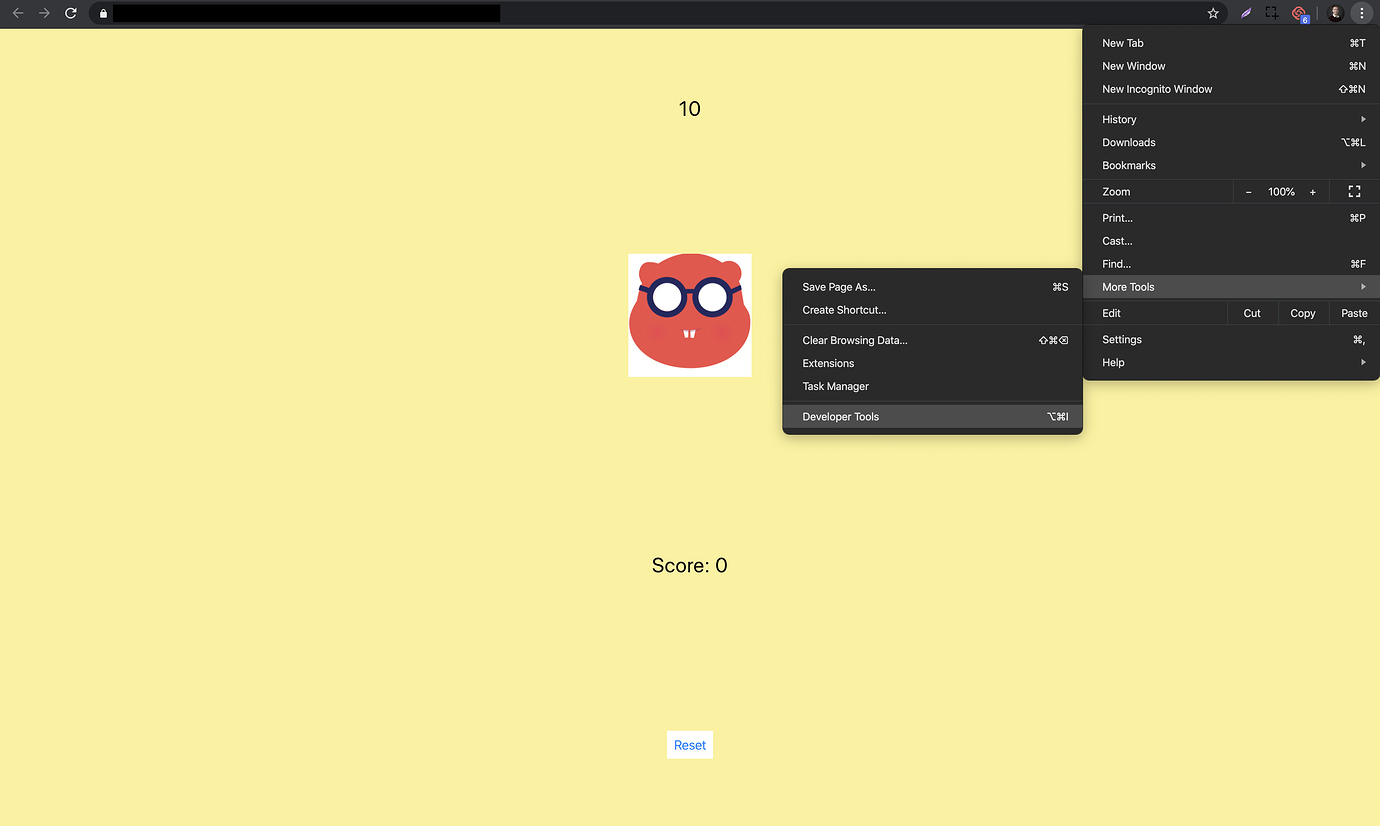 6
10
Score: 0
Reset
New Tab ⌘T
New Window ⌘N
New Incognito Window ⇧⌘N
History
Downloads ⌥⌘L
Bookmarks
Zoom - 100% +
Print... ⌘P
Cast...
Find... ⌘F
More Tools
Edit Cut Copy Paste
Settings ⌘,
Help
Save Page As... ⌘S
Create Shortcut...
Clear Browsing Data... ⇧⌘⌫
Extensions
Task Manager
Developer Tools ⌥⌘I